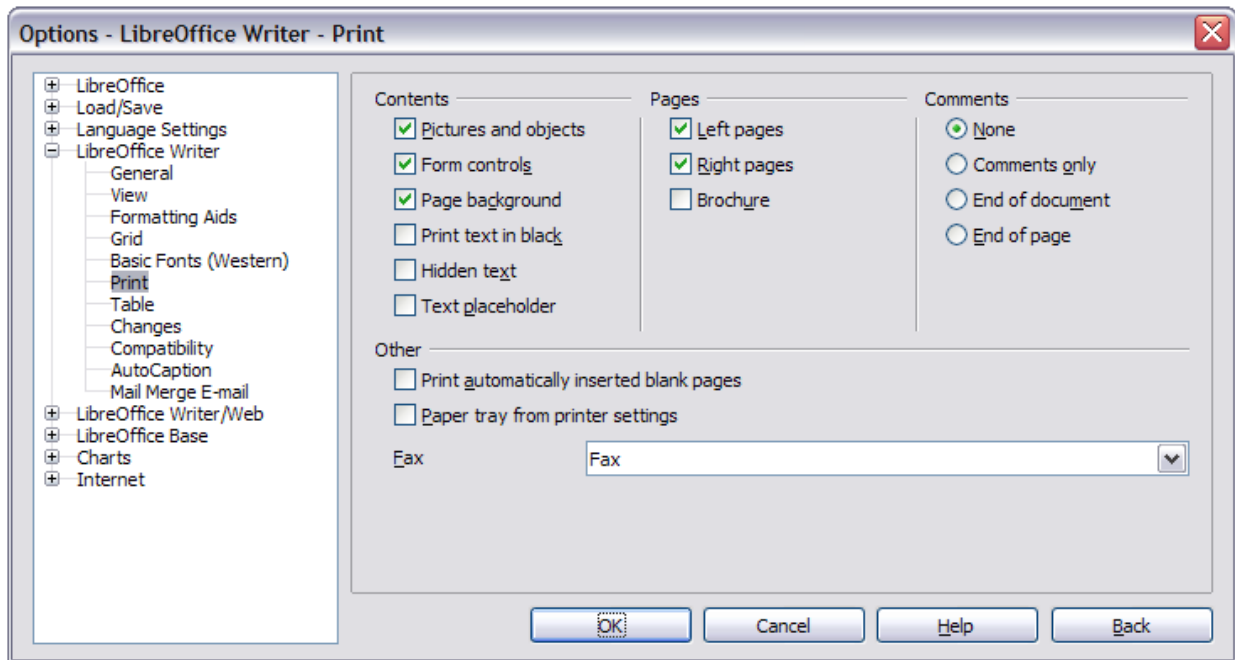 Options - LibreOffice Writer - Print
LibreOffice
Load/Save
Language Settings
LibreOffice Writer
General
View
Formatting Aids
Grid
Basic Fonts (Western)
Print
Table
Changes
Compatibility
AutoCaption
Mail Merge E-mail
LibreOffice Writer/Web
LibreOffice Base
Charts
Internet
Contents
Pictures and objects
Form controls
Page background
Print text in black
Hidden text
Text placeholder
Pages
Left pages
Right pages
Brochure
Comments
None
Comments only
End of document
End of page
Other
Print automatically inserted blank pages
Paper tray from printer settings
Fax
Fax
OK
Cancel
Help
Back